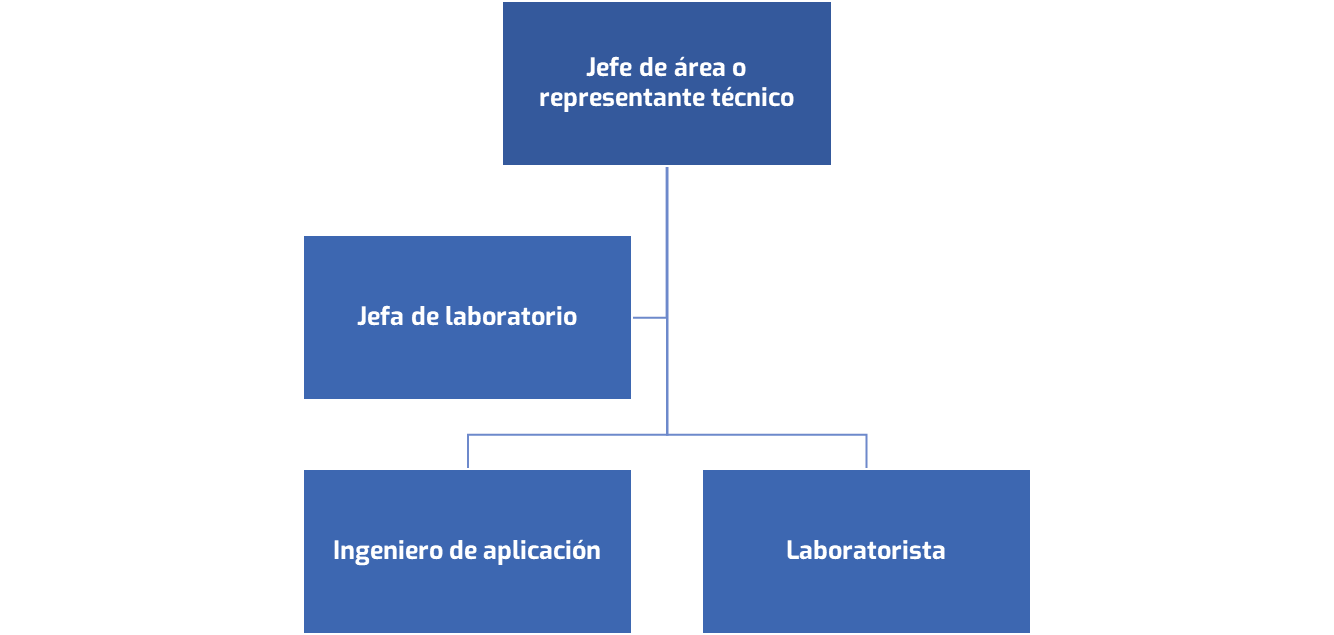 Jefe de área o
representante técnico
Jefa de laboratorio
Ingeniero de aplicación
Laboratorista